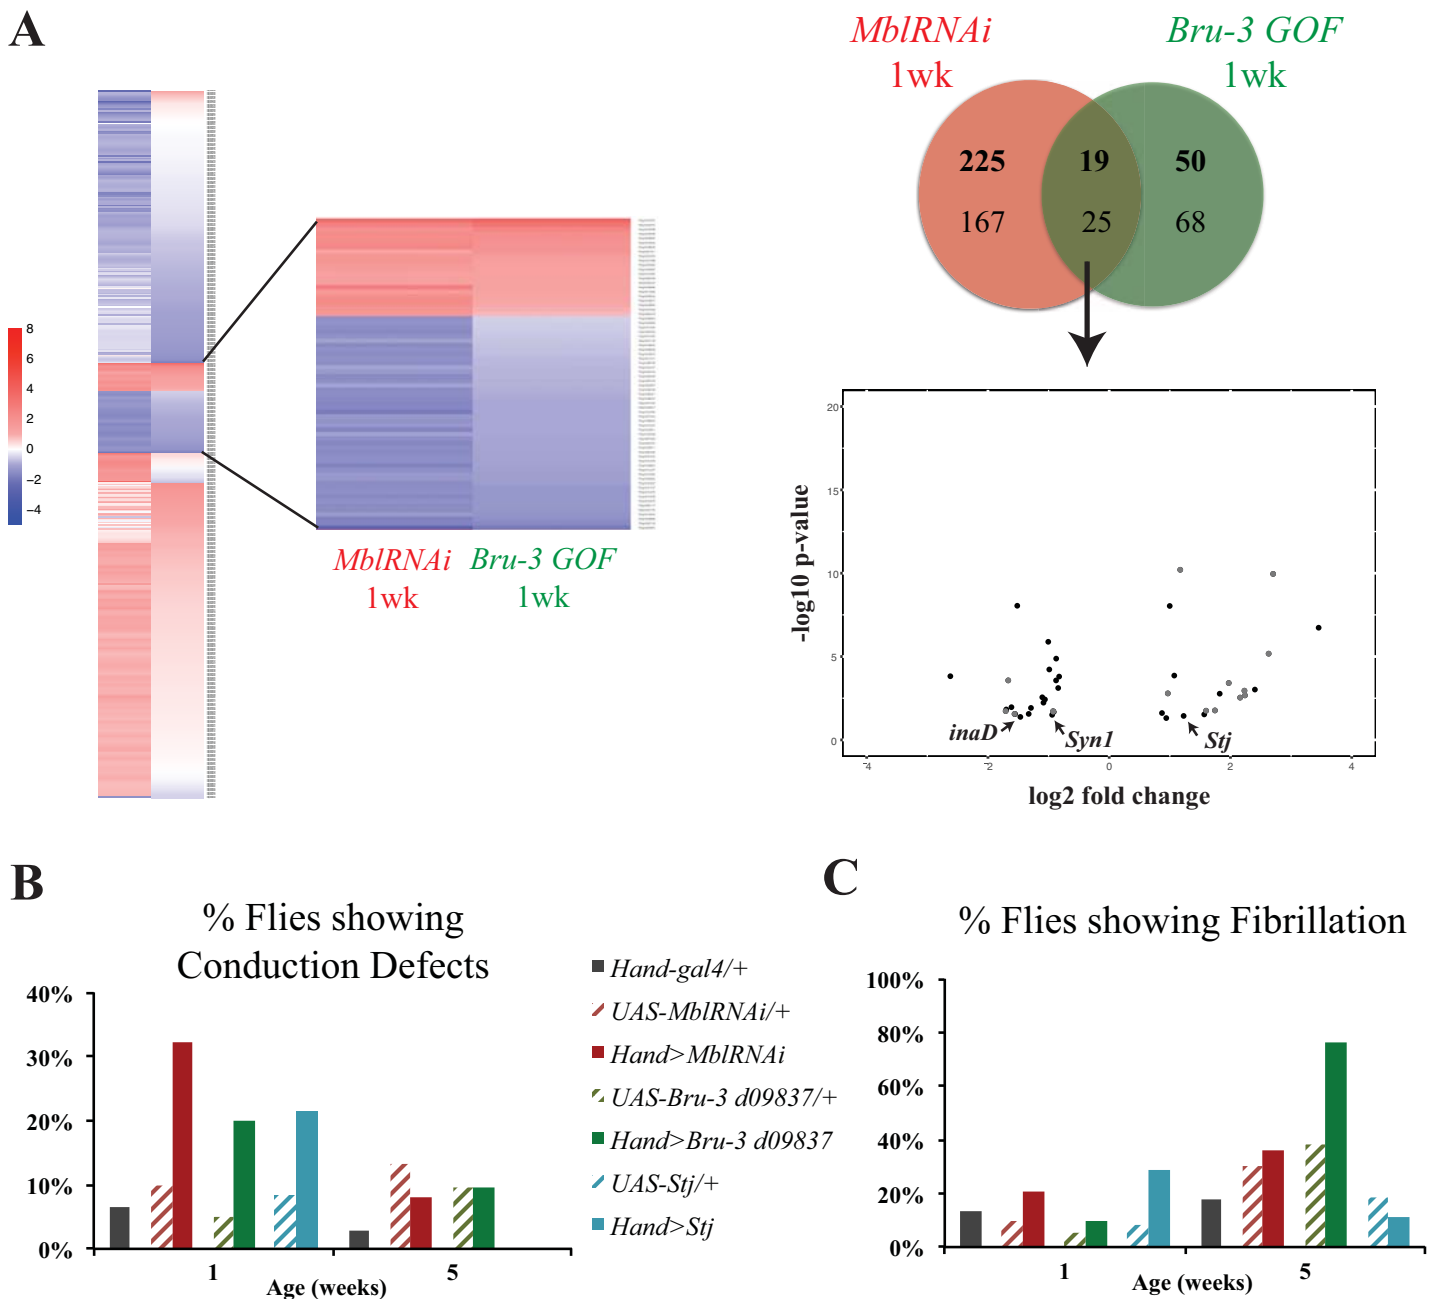 A
8
6
4
2
0
−2
−4
MblRNAi Bru-3 GOF
1wk 1wk
MblRNAi Bru-3 GOF
1wk 1wk
225 19 50
167 25 68
20
15
10
5
0
-log10 p-value
inaD Syn1 Stj
-4 -2 0 2 4
log2 fold change
B
% Flies showing
Conduction Defects
40%
30%
20%
10%
0%
1 5
Age (weeks)
Hand-gal4/+
UAS-MblRNAi/+
Hand>MblRNAi
UAS-Bru-3 d09837/+
Hand>Bru-3 d09837
UAS-Stj/+
Hand>Stj
C
% Flies showing Fibrillation
100%
80%
60%
40%
20%
0%
1 5
Age (weeks)